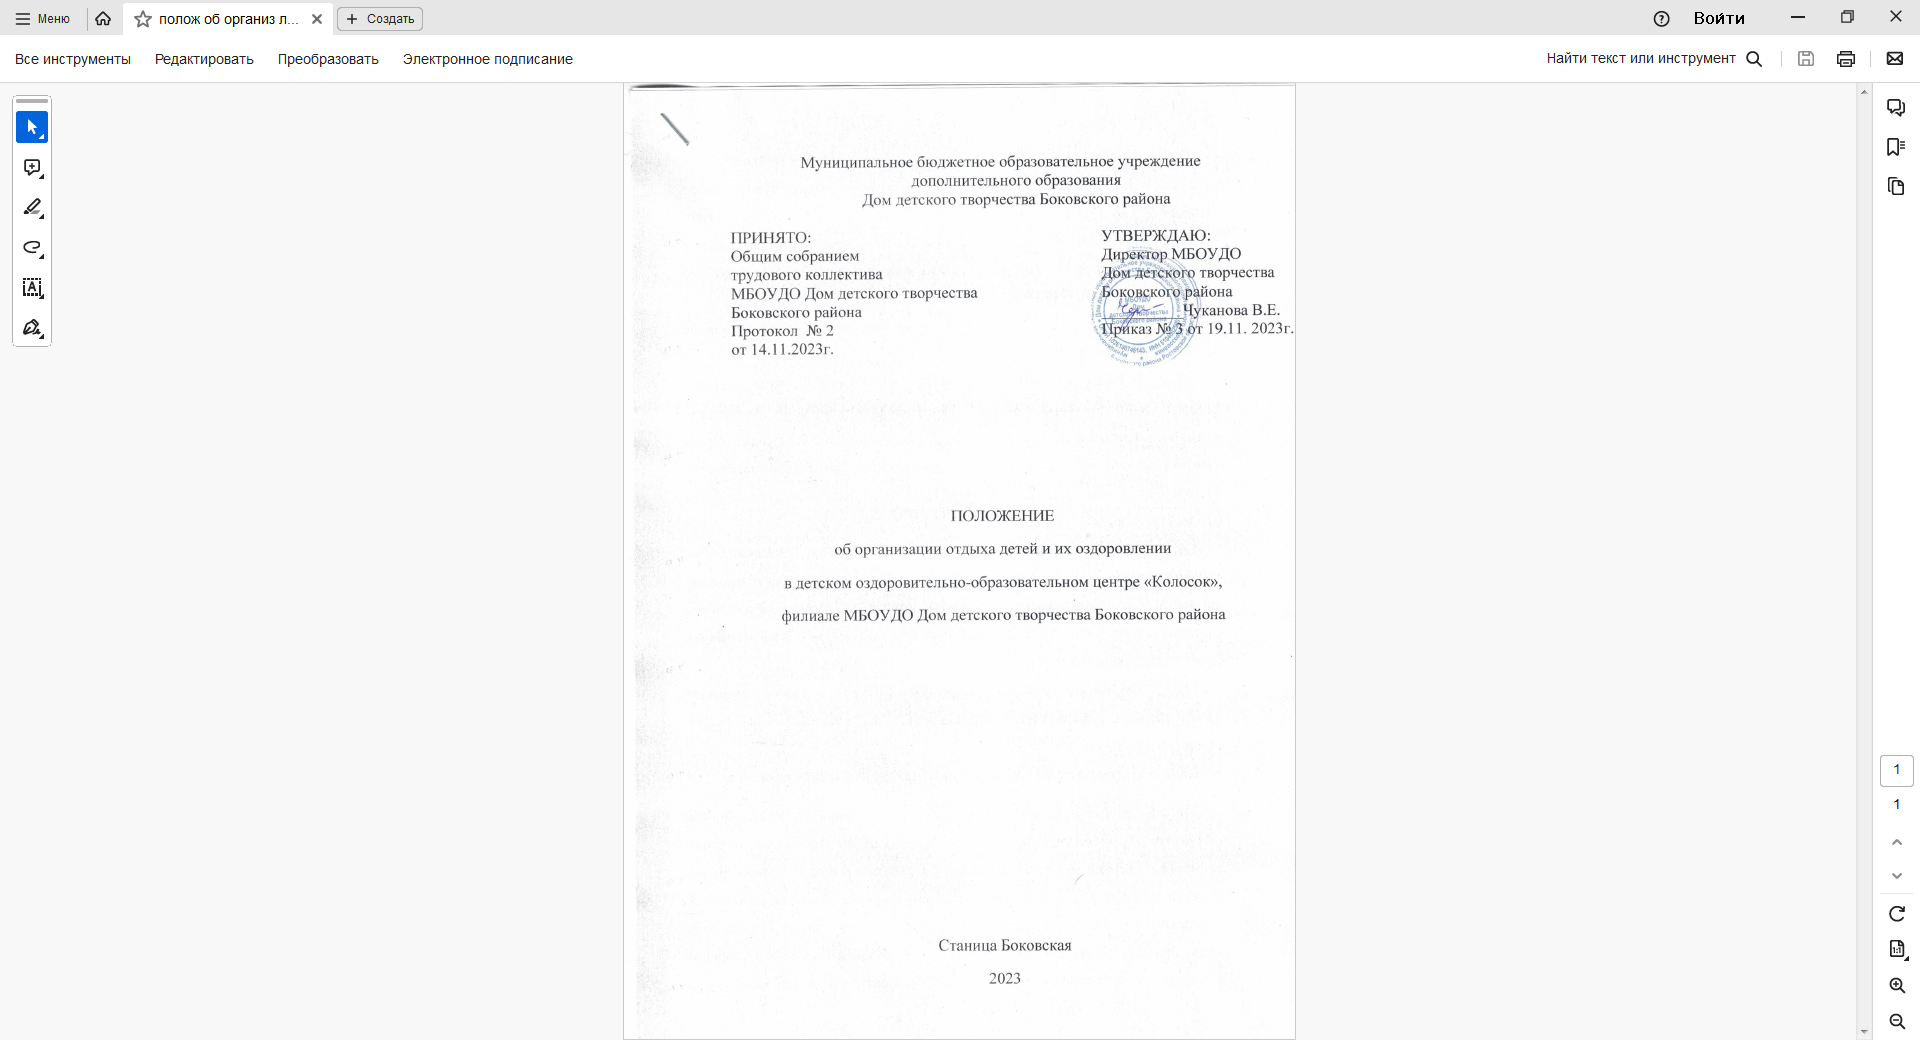 Меню
полож об организ л...
Создать
Войти
Все инструменты
Редактировать
Преобразовать
Электронное подписание
Найти текст или инструмент
Муниципальное бюджетное образовательное учреждение
дополнительного образования
Дом детского творчества Боковского района
ПРИНЯТО:
Общим собранием
трудового коллектива
МБОУДО Дом детского творчества
Боковского района
Протокол № 2
от 14.11.2023г.
УТВЕРЖДАЮ:
Директор МБОУДО
Дом детского творчества
Боковского района
Чуканова В.Е.
Приказ № 3 от 19.11. 2023г.
ПОЛОЖЕНИЕ
об организации отдыха детей и их оздоровлении
в детском оздоровительно-образовательном центре «Колосок»,
филиале МБОУДО Дом детского творчества Боковского района
Станица Боковская
2023
1
1